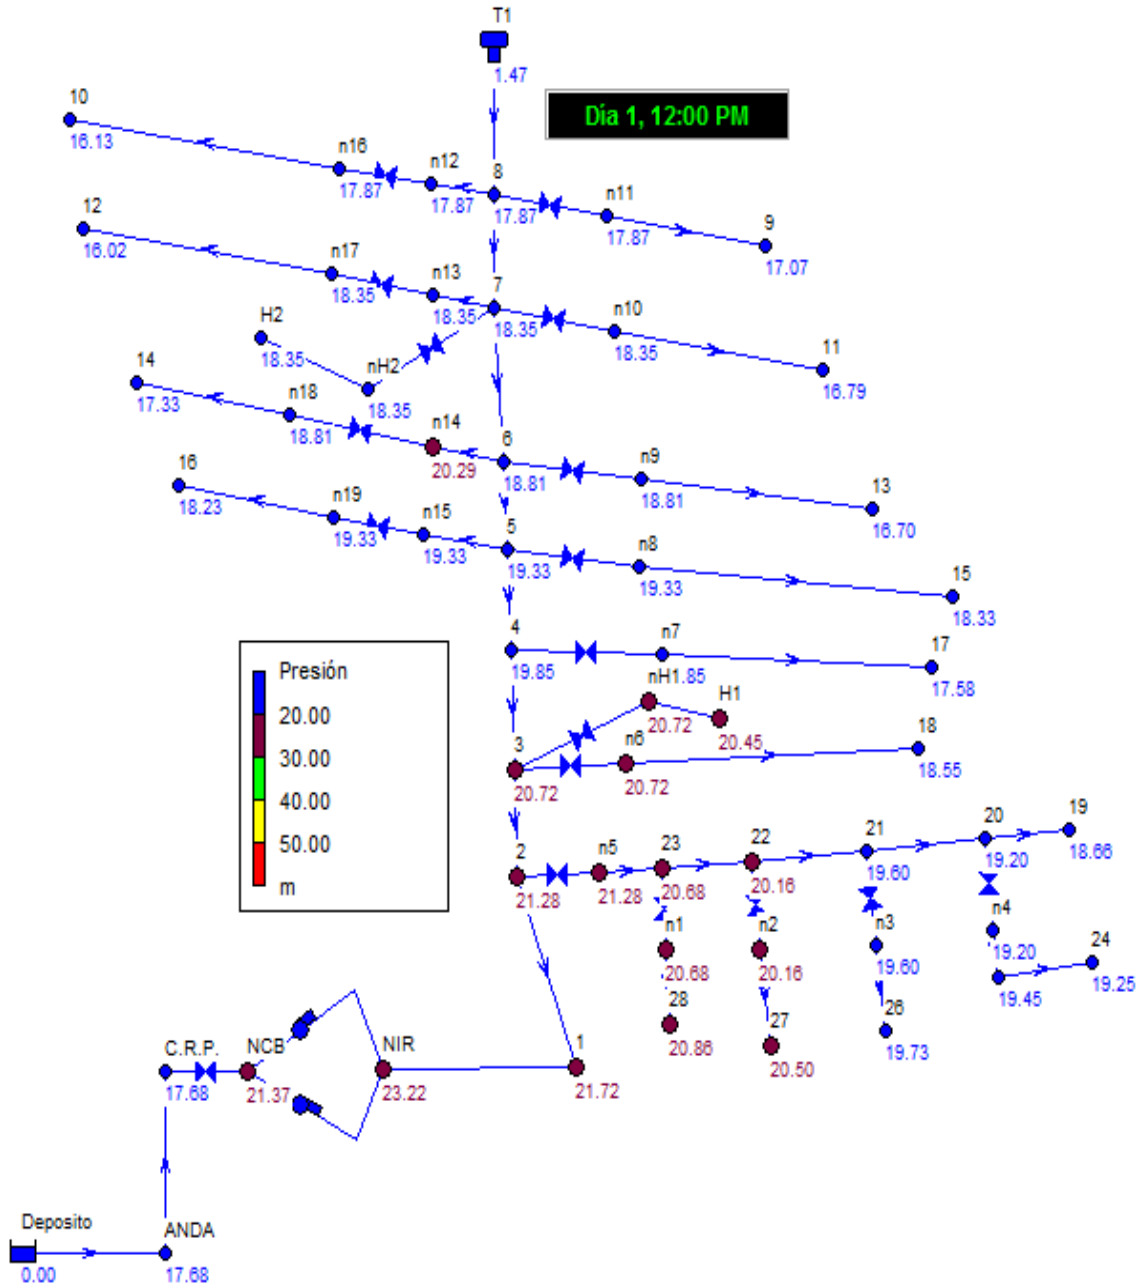 T1
1.47
Día 1, 12:00 PM
10
16.13
n16
17.87
n12
17.87
8
17.87
n11
17.87
9
17.07
12
16.02
n17
18.35
n13
18.35
7
18.35
n10
18.35
11
16.79
H2
18.35
nH2
18.35
14
17.33
n18
18.81
n14
20.29
6
18.81
n9
18.81
13
16.70
16
18.23
n19
19.33
n15
19.33
5
19.33
n8
19.33
15
18.33
4
19.85
n7
.85
17
17.58
nH1
20.72
H1
20.45
3
20.72
n6
20.72
18
18.55
Presión
20.00
30.00
40.00
50.00
m
2
21.28
n5
21.28
23
20.68
22
20.16
21
19.60
20
19.20
19
18.66
n1
20.68
n2
20.16
n3
19.60
n4
19.20
19.45
24
19.25
28
20.86
27
20.50
26
19.73
C.R.P.
17.68
NCB
21.37
NIR
23.22
1
21.72
Deposito
0.00
ANDA
17.68